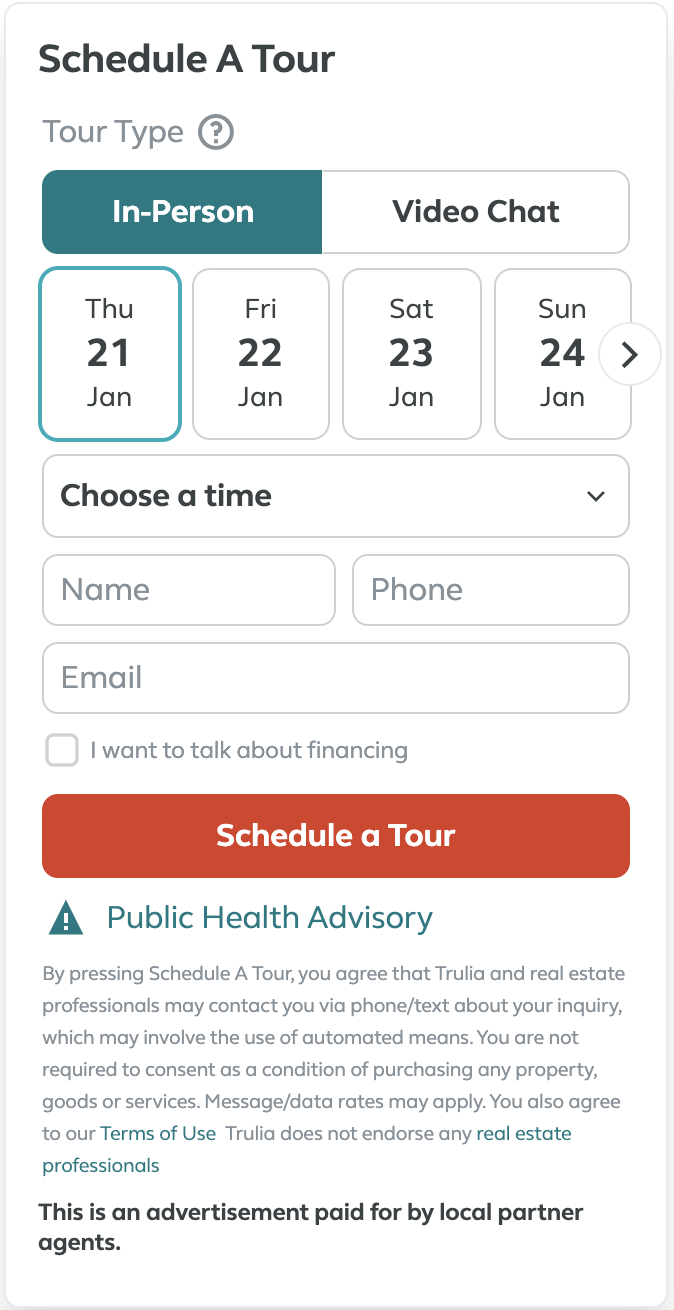 Schedule A Tour
Tour Type ?
In-Person Video Chat
Thu Fri Sat Sun
21 22 23 24
Jan Jan Jan Jan
Choose a time
Name Phone
Email
I want to talk about financing
Schedule a Tour
Public Health Advisory
By pressing Schedule A Tour, you agree that Trulia and real estate
professionals may contact you via phone/text about your inquiry,
which may involve the use of automated means. You are not
required to consent as a condition of purchasing any property,
goods or services. Message/data rates may apply. You also agree
to our Terms of Use Trulia does not endorse any real estate
professionals
This is an advertisement paid for by local partner
agents.